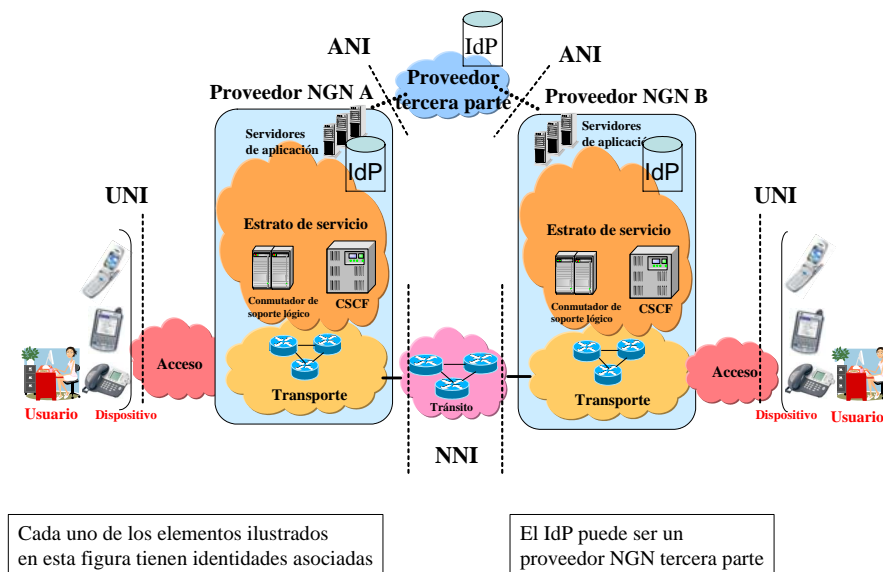 ANI
IdP
ANI
Proveedor
tercera parte
Proveedor NGN A
Proveedor NGN B
Servidores
de aplicación
IdP
Servidores
de aplicación
IdP
UNI
UNI
Estrato de servicio
Estrato de servicio
Conmutador de
soporte lógico
CSCF
Conmutador de
soporte lógico
CSCF
Acceso
Transporte
Tránsito
Transporte
Acceso
Usuario
Dispositivo
Dispositivo
Usuario
NNI
Cada uno de los elementos ilustrados
en esta figura tienen identidades asociadas
El IdP puede ser un
proveedor NGN tercera parte